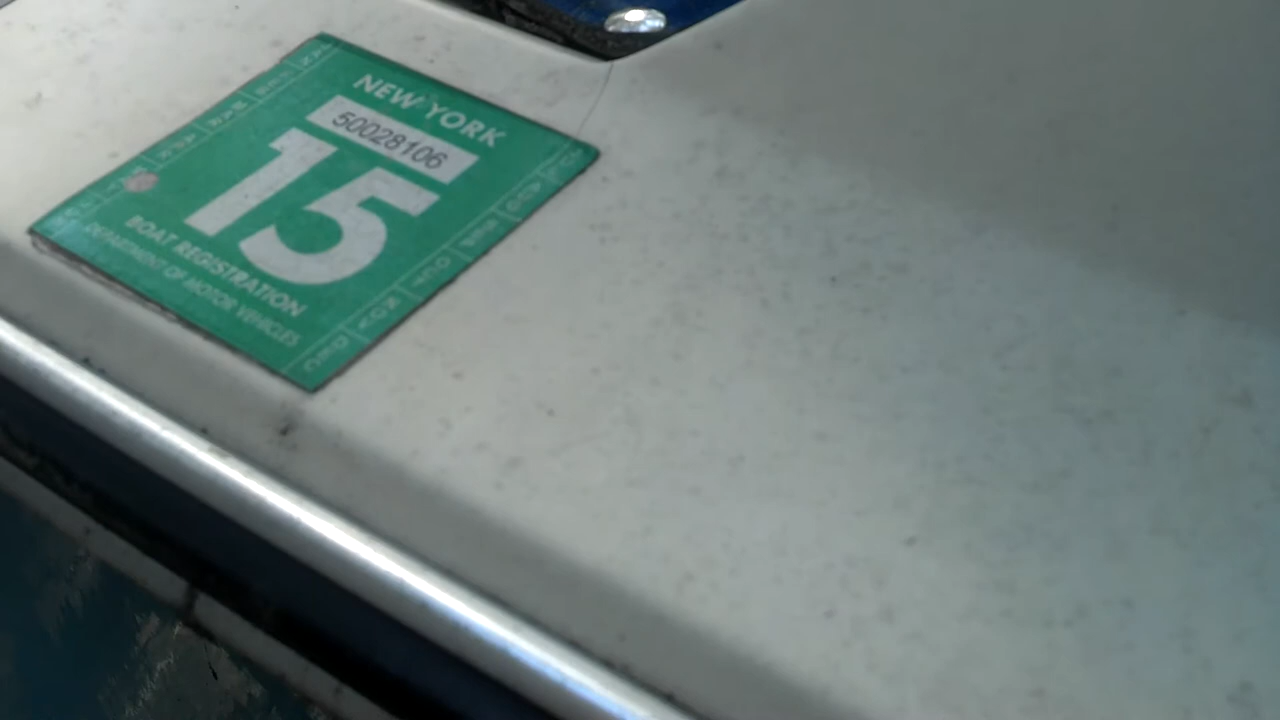 NEW YORK
50028106
15
BOAT REGISTRATION
DEPARTMENT OF MOTOR VEHICLES